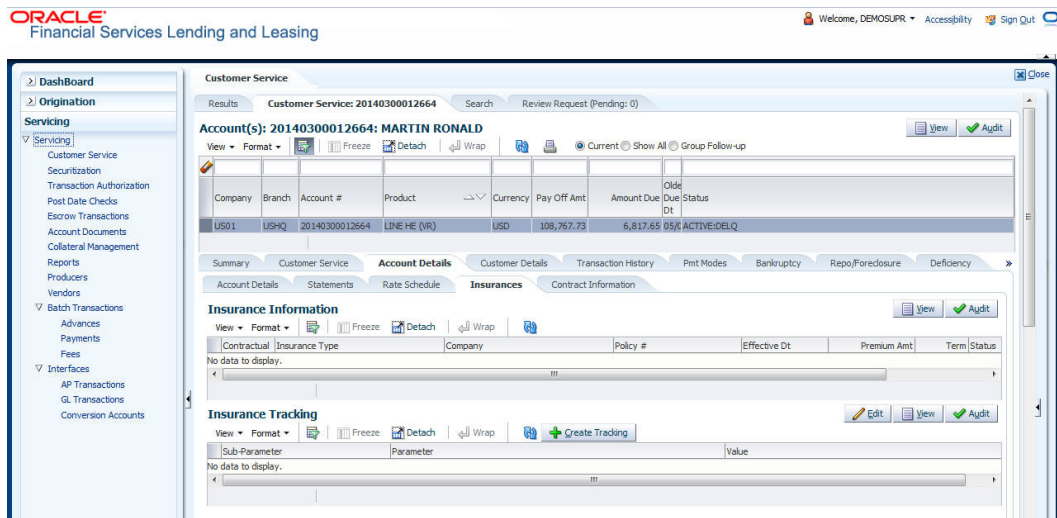 ORACLE
Financial Services Lending and Leasing
Welcome, DEMOSUPR Accessibility Sign Out
Close
DashBoard
Origination
Servicing
Servicing
Customer Service
Securitization
Transaction Authorization
Post Date Checks
Escrow Transactions
Account Documents
Collateral Management
Reports
Producers
Vendors
Batch Transactions
Advances
Payments
Fees
Interfaces
AP Transactions
GL Transactions
Conversion Accounts
Customer Service
Results Customer Service: 20140300012664 Search Review Request (Pending: 0)
Account(s): 20140300012664: MARTIN RONALD
View Audit
View Format Freeze Detach Wrap Current Show All Group Follow-up
Company Branch Account # Product Currency Pay Off Amt Amount Due Olde Due Dt Status
US01 USHQ 20140300012664 LINE HE (VR) USD 108,767.73 6,817.65 05/ ACTIVE:DELQ
Summary Customer Service Account Details Customer Details Transaction History Pmt Modes Bankruptcy Repo/Foreclosure Deficiency »
Account Details Statements Rate Schedule Insurances Contract Information
Insurance Information
View Audit
View Format Freeze Detach Wrap
Contractual Insurance Type Company Policy # Effective Dt Premium Amt Term Status
No data to display.
Insurance Tracking
Edit View Audit
View Format Freeze Detach Wrap Create Tracking
Sub-Parameter Parameter Value
No data to display.